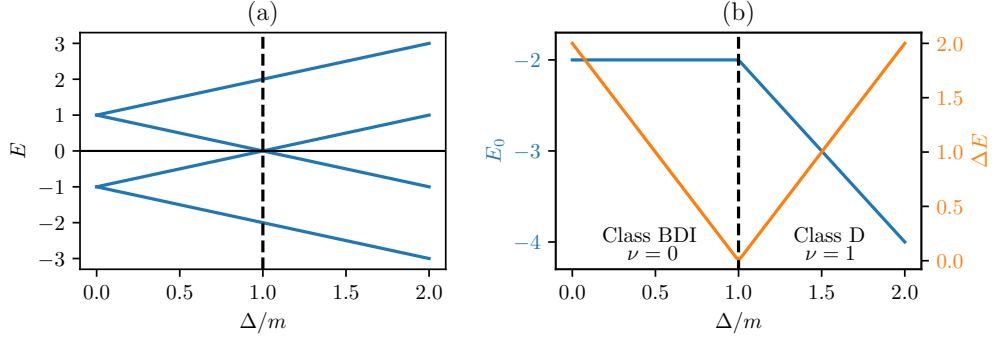 (a)
3
2
1
0
−1
−2
−3
E
0.0 0.5 1.0 1.5 2.0
Δ/m
(b)
−2
−3
−4
E₀
2.0
1.5
1.0
0.5
0.0
ΔE
Class BDI
ν = 0
Class D
ν = 1
0.0 0.5 1.0 1.5 2.0
Δ/m